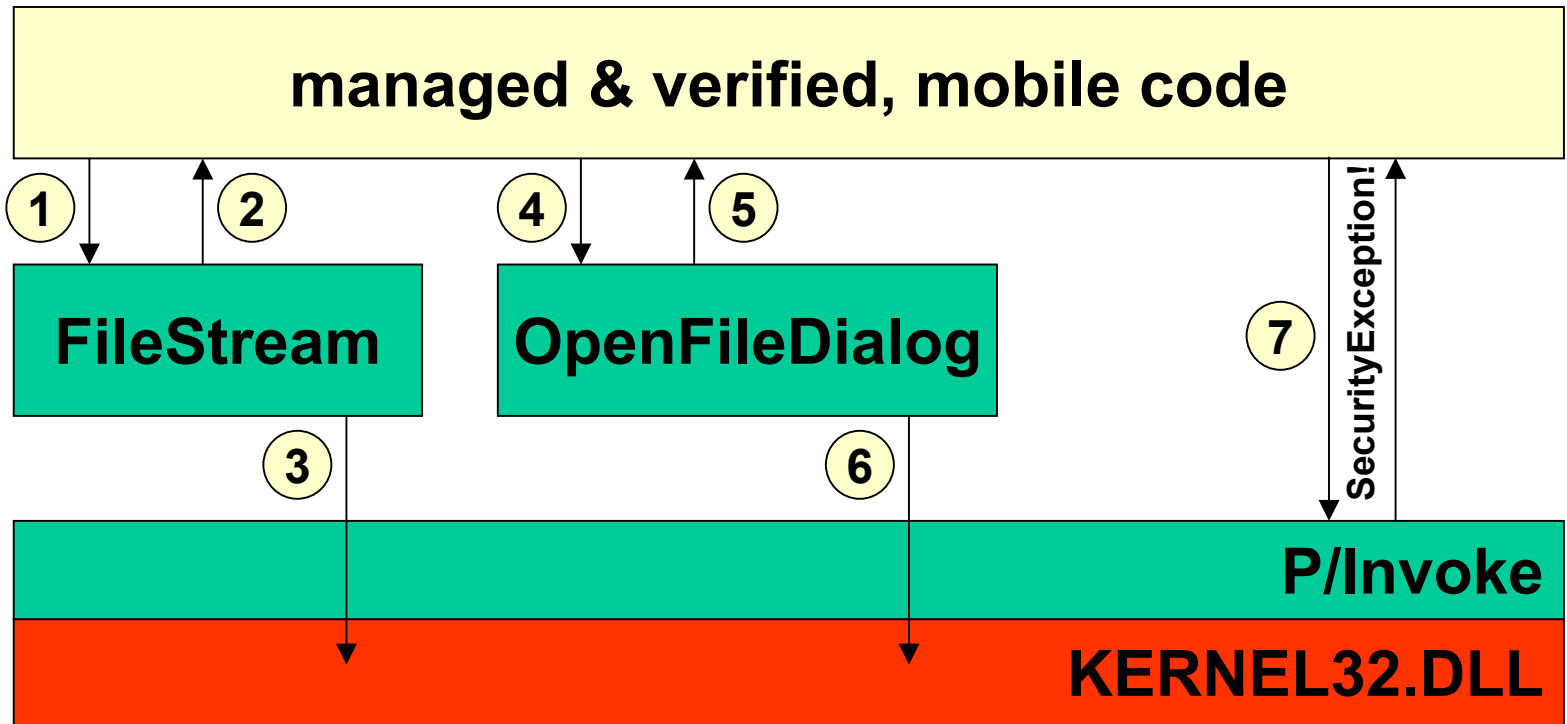 managed & verified, mobile code
1
2
4
5
SecurityException!
FileStream
OpenFileDialog
7
3
6
P/Invoke
KERNEL32.DLL